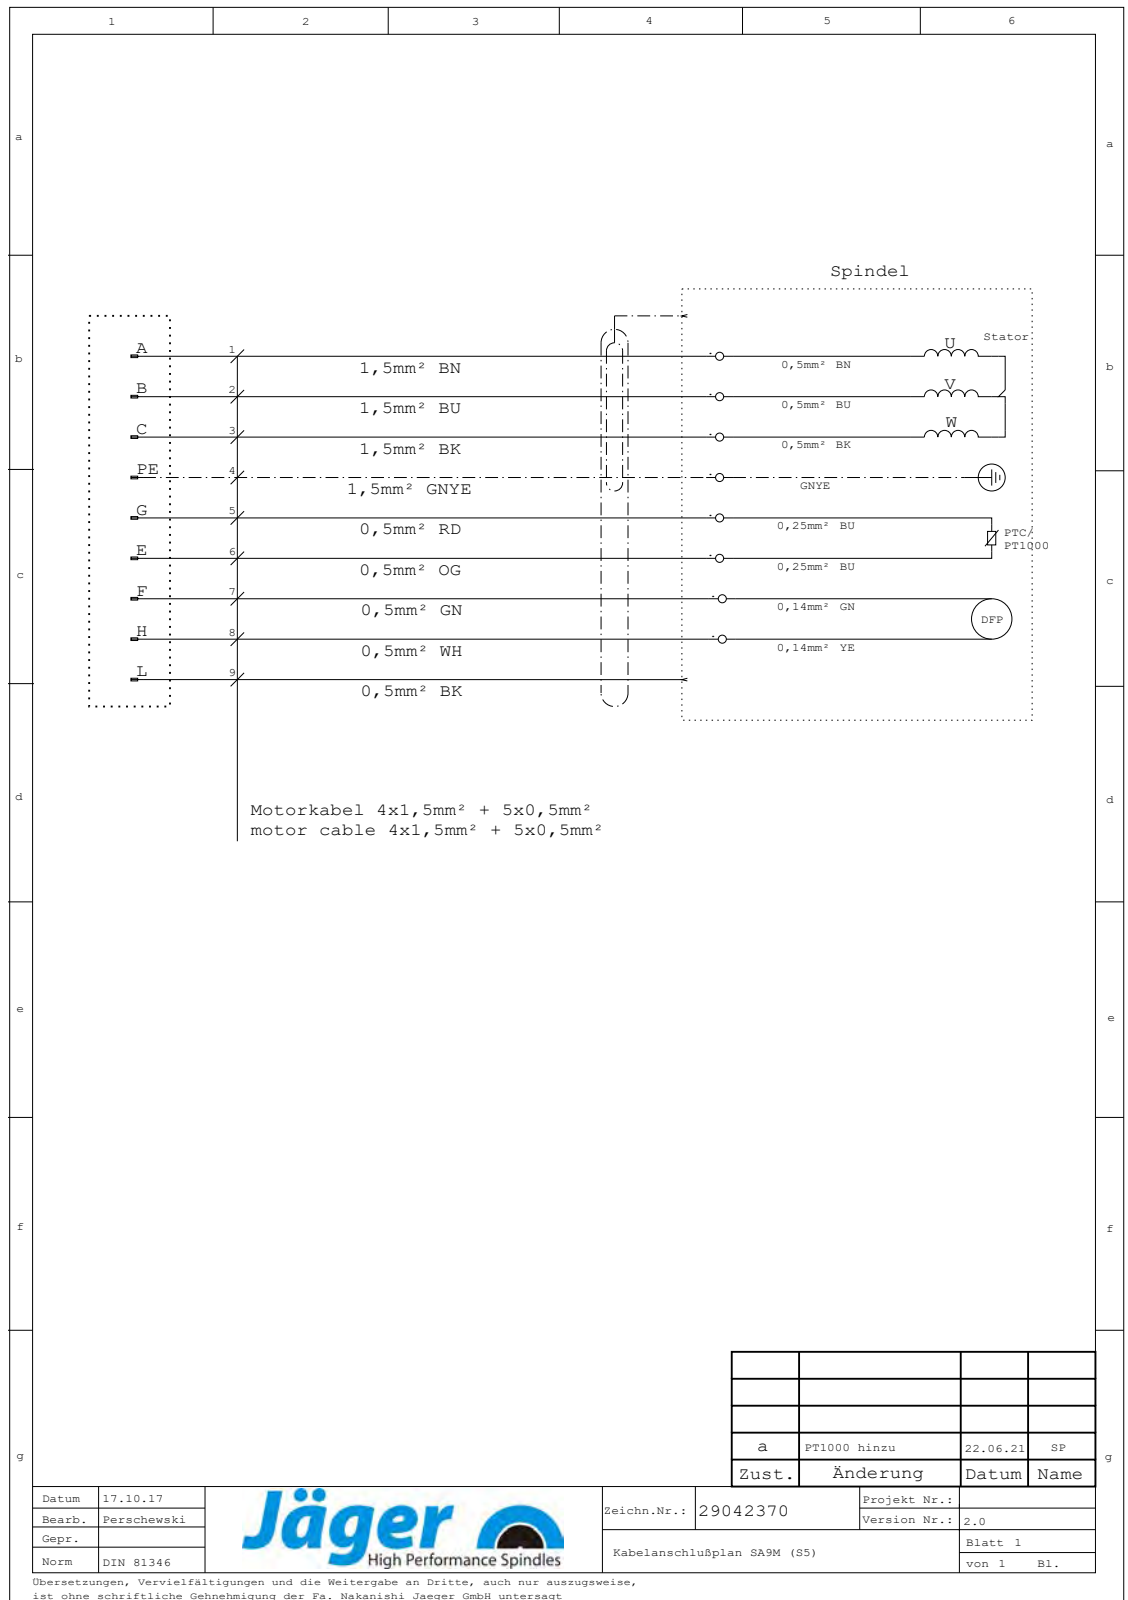 1 2 3 4 5 6
a a
Spindel
A 1 1,5mm² BN 0,5mm² BN U Stator
b b
B 2 1,5mm² BU 0,5mm² BU V
C 3 1,5mm² BK 0,5mm² BK W
PE 4 1,5mm² GNYE GNYE
G 5 0,5mm² RD 0,25mm² BU PTC/
PT1000
E 6 0,5mm² OG 0,25mm² BU
c c
F 7 0,5mm² GN 0,14mm² GN
DFP
H 8 0,5mm² WH 0,14mm² YE
L 9 0,5mm² BK
d d
Motorkabel 4x1,5mm² + 5x0,5mm²
motor cable 4x1,5mm² + 5x0,5mm²
e e
f f
g g
a PT1000 hinzu 22.06.21 SP
Zust. Änderung Datum Name
Datum 17.10.17
Bearb. Perschewski
Gepr.
Norm DIN 81346
Jäger
High Performance Spindles
Zeichn.Nr.: 29042370
Kabelanschlußplan SA9M (S5)
Projekt Nr.:
Version Nr.: 2.0
Blatt 1
von 1 Bl.
Übersetzungen, Vervielfältigungen und die Weitergabe an Dritte, auch nur auszugsweise,
ist ohne schriftliche Gehnehmigung der Fa. Nakanishi Jaeger GmbH untersagt